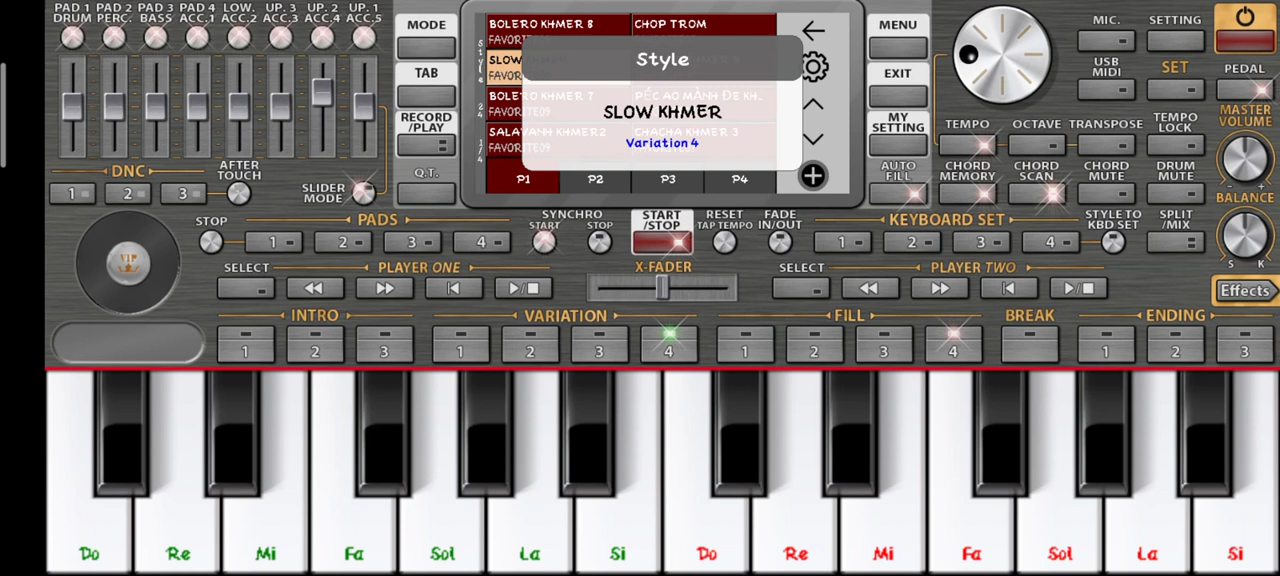 PAD 1 PAD 2 PAD 3 PAD 4 LOW. UP. 3 UP. 2 UP. 1
DRUM PERC. BASS ACC.1 ACC.2 ACC.3 ACC.4 ACC.5
DNC
1 2 3
AFTER
TOUCH
SLIDER
MODE
MODE
TAB
RECORD
/PLAY
Q.T.
BOLERO KHMER 8 CHOP TROM
Style
SLOW KHMER
Variation 4
BOLERO KHMER 7
FAVORITE09
SALAVANH KHMER2 CHACHA KHMER 3
FAVORITE09
P1 P2 P3 P4
MENU
EXIT
MY
SETTING
AUTO
FILL
MIC. SETTING
USB
MIDI
SET
PEDAL
MASTER
VOLUME
TEMPO OCTAVE TRANSPOSE TEMPO
LOCK
CHORD
MEMORY
CHORD
SCAN
CHORD
MUTE
DRUM
MUTE
BALANCE
- +
S K
VIP
STOP PADS
1 2 3 4
SYNCHRO
START STOP
START
/STOP
RESET
TAP TEMPO
FADE
IN/OUT
KEYBOARD SET
1 2 3 4
STYLE TO
KBD SET
SPLIT
/MIX
SELECT PLAYER ONE
X-FADER
SELECT PLAYER TWO
Effects
INTRO VARIATION FILL BREAK ENDING
1 2 3 1 2 3 4 1 2 3 4 1 2 3
Do Re Mi Fa Sol La Si Do Re Mi Fa Sol La Si